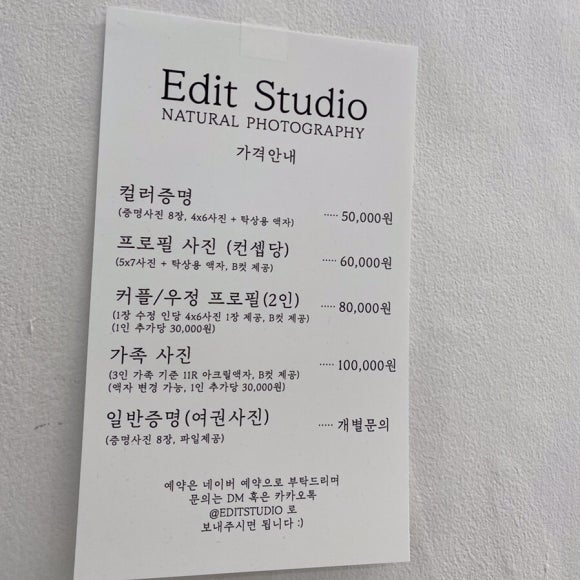 Edit Studio
NATURAL PHOTOGRAPHY
가격안내
컬러증명 ····· 50,000원
(증명사진 8장, 4x6사진 + 탁상용 액자)
프로필 사진 (컨셉당) ····· 60,000원
(5x7사진 + 탁상용 액자, B컷 제공)
커플/우정 프로필(2인) ····· 80,000원
(1장 수정 인당 4x6사진 1장 제공, B컷 제공)
(1인 추가당 30,000원)
가족 사진 ····· 100,000원
(3인 가족 기준 11R 아크릴액자, B컷 제공)
(액자 변경 가능, 1인 추가당 30,000원)
일반증명(여권사진) ····· 개별문의
(증명사진 8장, 파일제공)
예약은 네이버 예약으로 부탁드리며
문의는 DM 혹은 카카오톡
@EDITSTUDIO 로
보내주시면 됩니다 :)